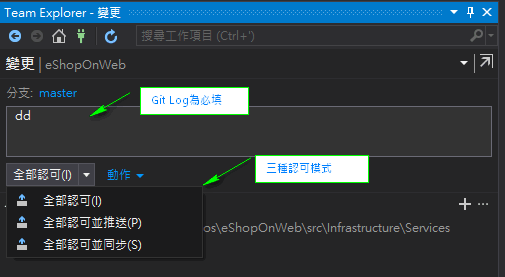 Team Explorer - 變更
搜尋工作項目 (Ctrl+')
變更 | eShopOnWeb
分支: master
Git Log為必填
dd
全部認可(I) 動作
三種認可模式
全部認可(I)
全部認可並推送(P)
os\eShopOnWeb\src\Infrastructure\Services
全部認可並同步(S)